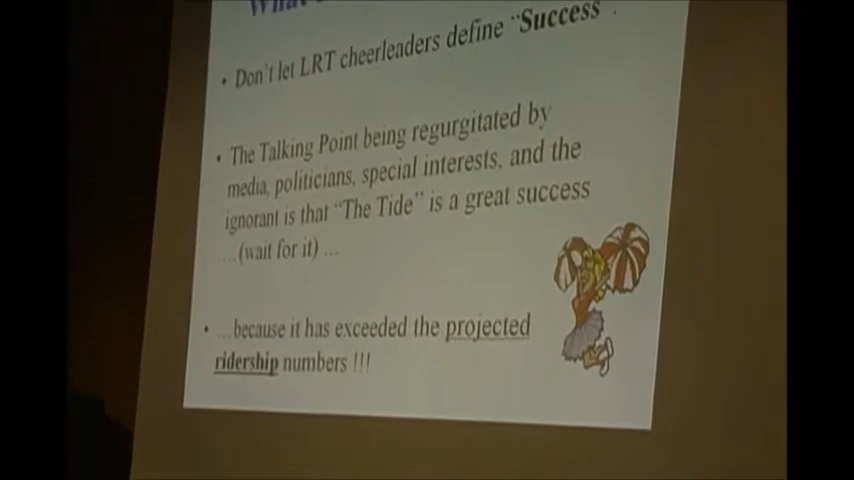 What
• Don't let LRT cheerleaders define "Success".
• The Talking Point being regurgitated by
media, politicians, special interests, and the
ignorant is that "The Tide" is a great success
…(wait for it) …
• …because it has exceeded the projected
ridership numbers !!!